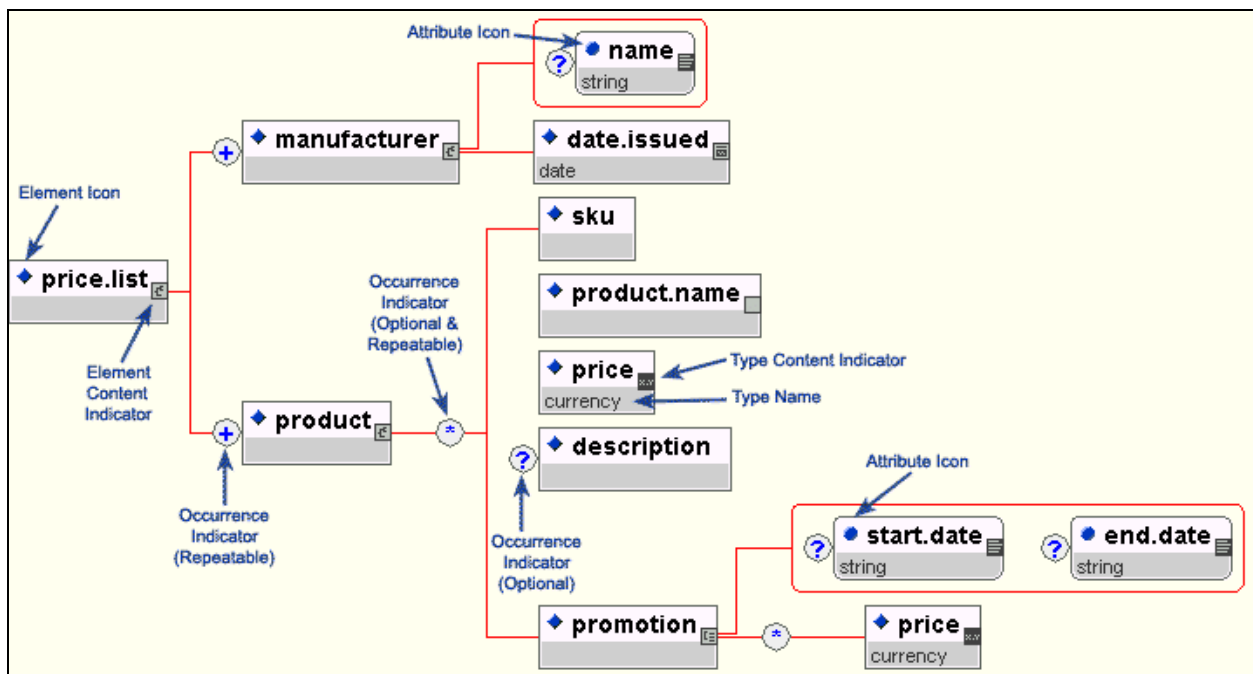 Attribute Icon
name
?
string
manufacturer
+
date.issued
date
Element Icon
sku
price.list
Occurrence
Indicator
(Optional &
Repeatable)
product.name
Element
Content
Indicator
price
x.y
Type Content Indicator
currency
Type Name
+
product
*
?
description
Attribute Icon
Occurrence
Indicator
(Repeatable)
Occurrence
Indicator
(Optional)
?
start.date
string
?
end.date
string
promotion
*
price
x.y
currency